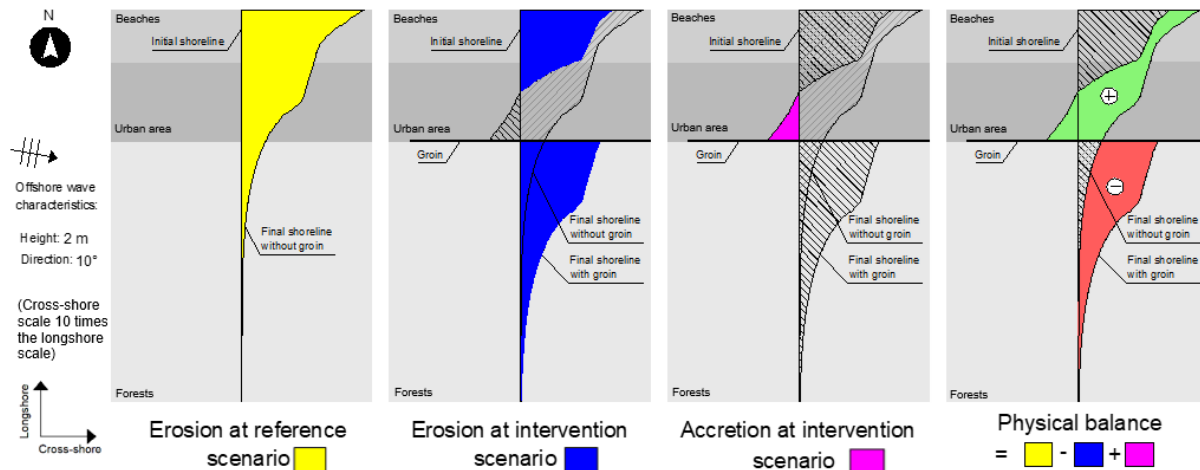 N
Offshore wave
characteristics:
Height: 2 m
Direction: 10°
(Cross-shore
scale 10 times
the longshore
scale)
Longshore
Cross-shore
Beaches
Initial shoreline
Urban area
Final shoreline
without groin
Forests
Erosion at reference
scenario
Beaches
Initial shoreline
Urban area
Groin
Final shoreline
without groin
Final shoreline
with groin
Forests
Erosion at intervention
scenario
Beaches
Initial shoreline
Urban area
Groin
Final shoreline
without groin
Final shoreline
with groin
Forests
Accretion at intervention
scenario
Beaches
Initial shoreline
+
Urban area
Groin
−
Final shoreline
without groin
Final shoreline
with groin
Forests
Physical balance
= - +